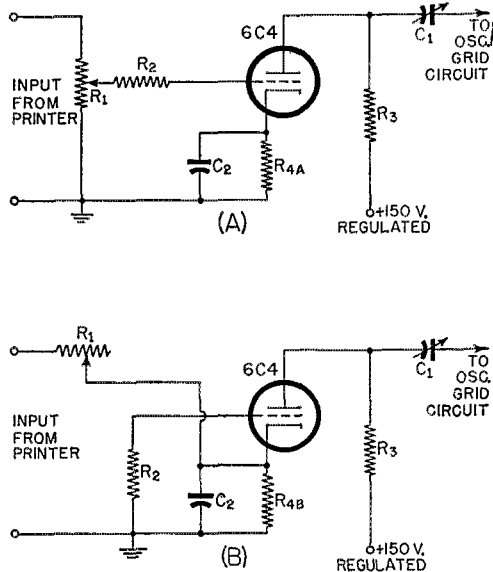 6C4
C1
TO
OSC.
GRID
CIRCUIT
INPUT
FROM
PRINTER
R1
R2
R3
C2
R4A
+150 V.
REGULATED
(A)
R1
6C4
C1
TO
OSC.
GRID
CIRCUIT
INPUT
FROM
PRINTER
R2
R3
C2
R4B
+150 V.
REGULATED
(B)